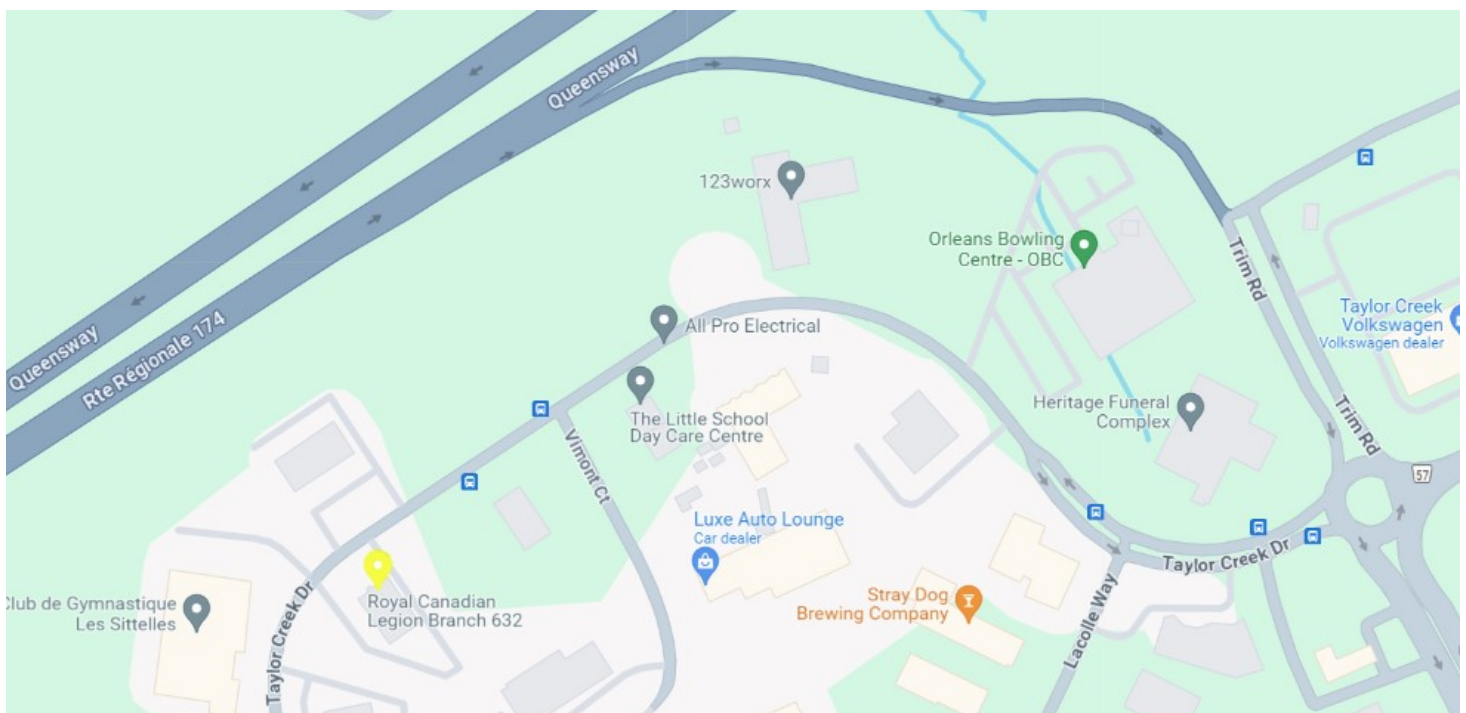 Queensway
123worx
Orleans Bowling
Centre - OBC
Trim Rd
Taylor Creek
Volkswagen
Volkswagen dealer
Queensway
Rte Régionale 174
All Pro Electrical
The Little School
Day Care Centre
Heritage Funeral
Complex
Trim Rd
57
Vimont Ct
Luxe Auto Lounge
Car dealer
Taylor Creek Dr
Stray Dog
Brewing Company
Lacolle Way
Club de Gymnastique
Les Sittelles
Royal Canadian
Legion Branch 632
Taylor Creek Dr